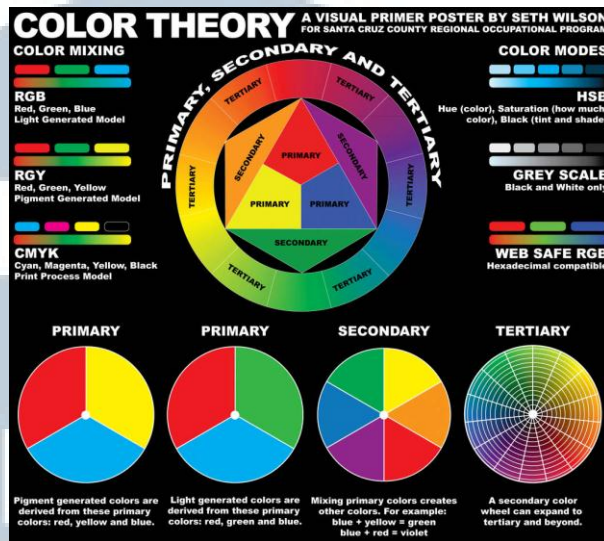 COLOR THEORY
A VISUAL PRIMER POSTER BY SETH WILSON
FOR SANTA CRUZ COUNTY REGIONAL OCCUPATIONAL PROGRAM
COLOR MIXING
RGB
Red, Green, Blue
Light Generated Model
RGY
Red, Green, Yellow
Pigment Generated Model
CMYK
Cyan, Magenta, Yellow, Black
Print Process Model
PRIMARY, SECONDARY AND TERTIARY
TERTIARY
TERTIARY
TERTIARY
TERTIARY
TERTIARY
TERTIARY
SECONDARY
SECONDARY
SECONDARY
PRIMARY
PRIMARY
PRIMARY
COLOR MODES
HSB
Hue (color), Saturation (how much
color), Black (tint and shade
GREY SCALE
Black and White only
WEB SAFE RGB
Hexadecimal compatible
PRIMARY
Pigment generated colors are
derived from these primary
colors: red, yellow and blue.
PRIMARY
Light generated colors are
derived from these primary
colors: red, green and blue.
SECONDARY
Mixing primary colors creates
other colors. For example:
blue + yellow = green
blue + red = violet
TERTIARY
A secondary color
wheel can expand to
tertiary and beyond.